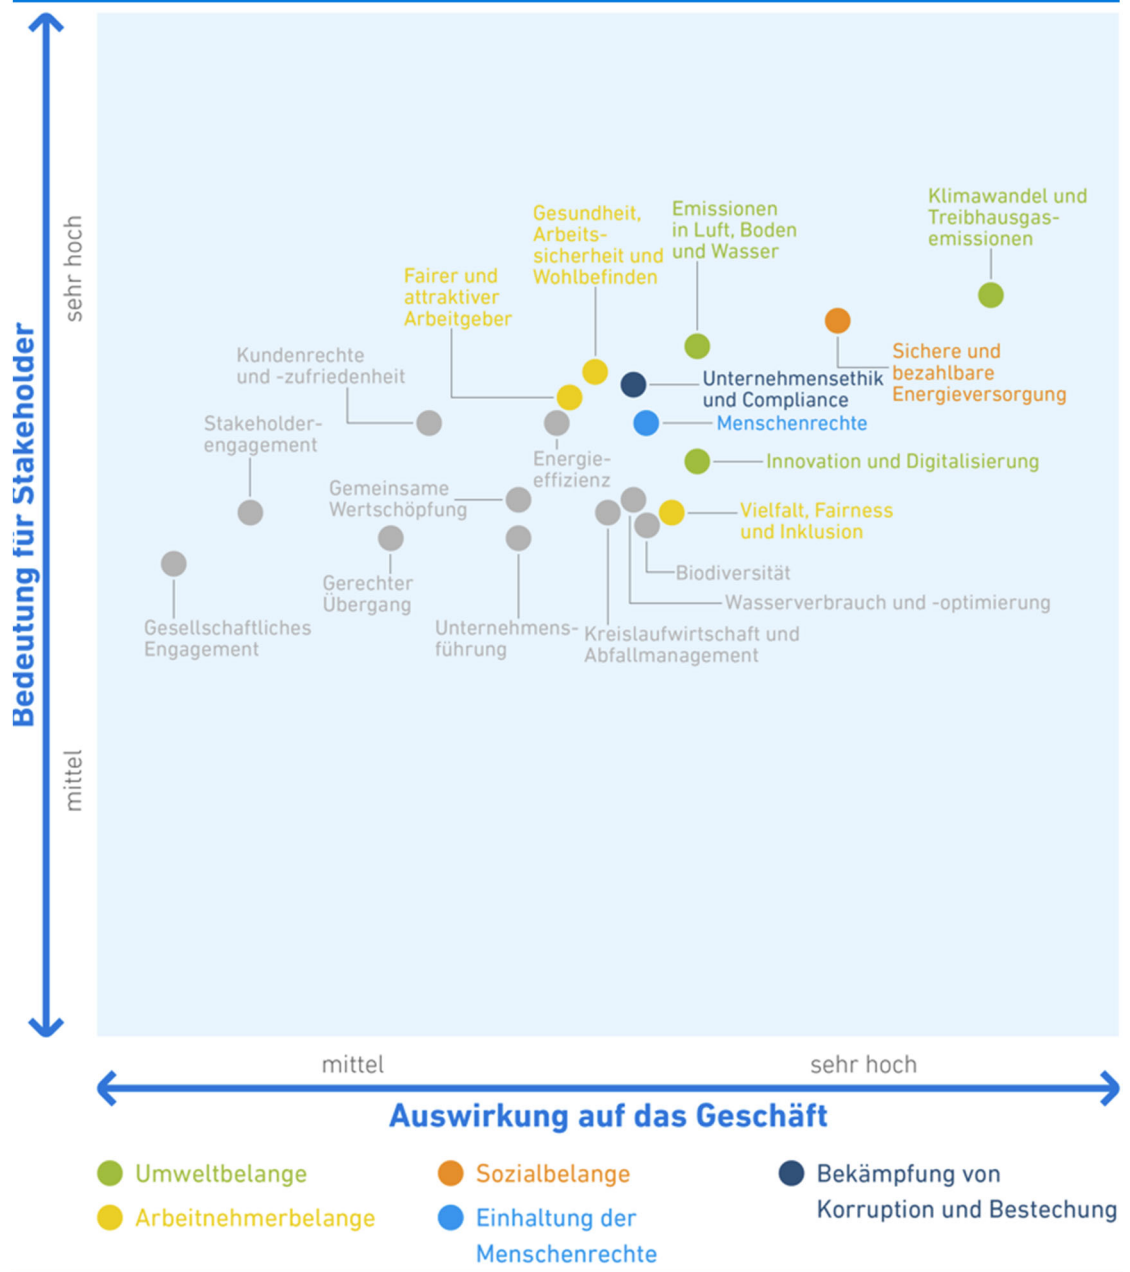 Bedeutung für Stakeholder
sehr hoch
mittel
Klimawandel und
Treibhausgas-
emissionen
Emissionen
in Luft, Boden
und Wasser
Gesundheit,
Arbeits-
sicherheit und
Wohlbefinden
Fairer und
attraktiver
Arbeitgeber
Sichere und
bezahlbare
Energieversorgung
Kundenrechte
und -zufriedenheit
Unternehmensethik
und Compliance
Menschenrechte
Stakeholder-
engagement
Energie-
effizienz
Innovation und Digitalisierung
Gemeinsame
Wertschöpfung
Vielfalt, Fairness
und Inklusion
Biodiversität
Gerechter
Übergang
Wasserverbrauch und -optimierung
Gesellschaftliches
Engagement
Unternehmens-
führung
Kreislaufwirtschaft und
Abfallmanagement
mittel
sehr hoch
Auswirkung auf das Geschäft
Umweltbelange
Arbeitnehmerbelange
Sozialbelange
Einhaltung der
Menschenrechte
Bekämpfung von
Korruption und Bestechung